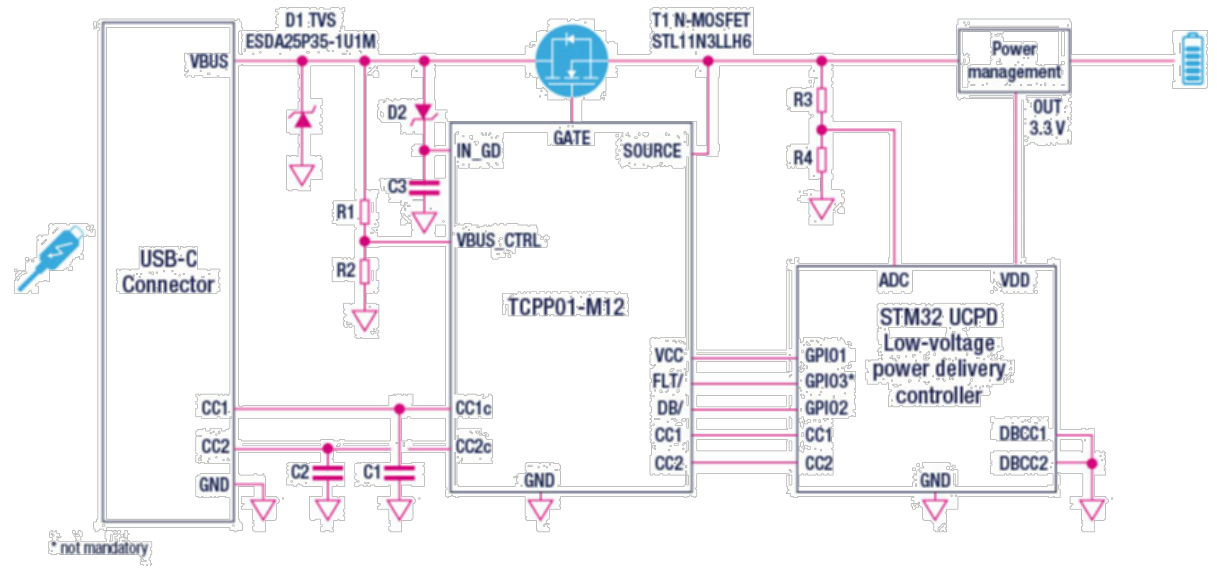 D1 TVS
ESDA25P35-1U1M
T1 N-MOSFET
STL11N3LLH6
VBUS
Power
management
D2
R3
OUT
3.3 V
GATE
IN_GD
SOURCE
R4
C3
R1
VBUS_CTRL
USB-C
Connector
R2
ADC
VDD
TCPP01-M12
STM32 UCPD
Low-voltage
power delivery
controller
VCC
GPIO1
FLT/
GPIO3*
CC1
CC1c
DB/
GPIO2
CC1
CC1
DBCC1
CC2
CC2c
CC2
CC2
DBCC2
C2
C1
GND
GND
GND
* not mandatory